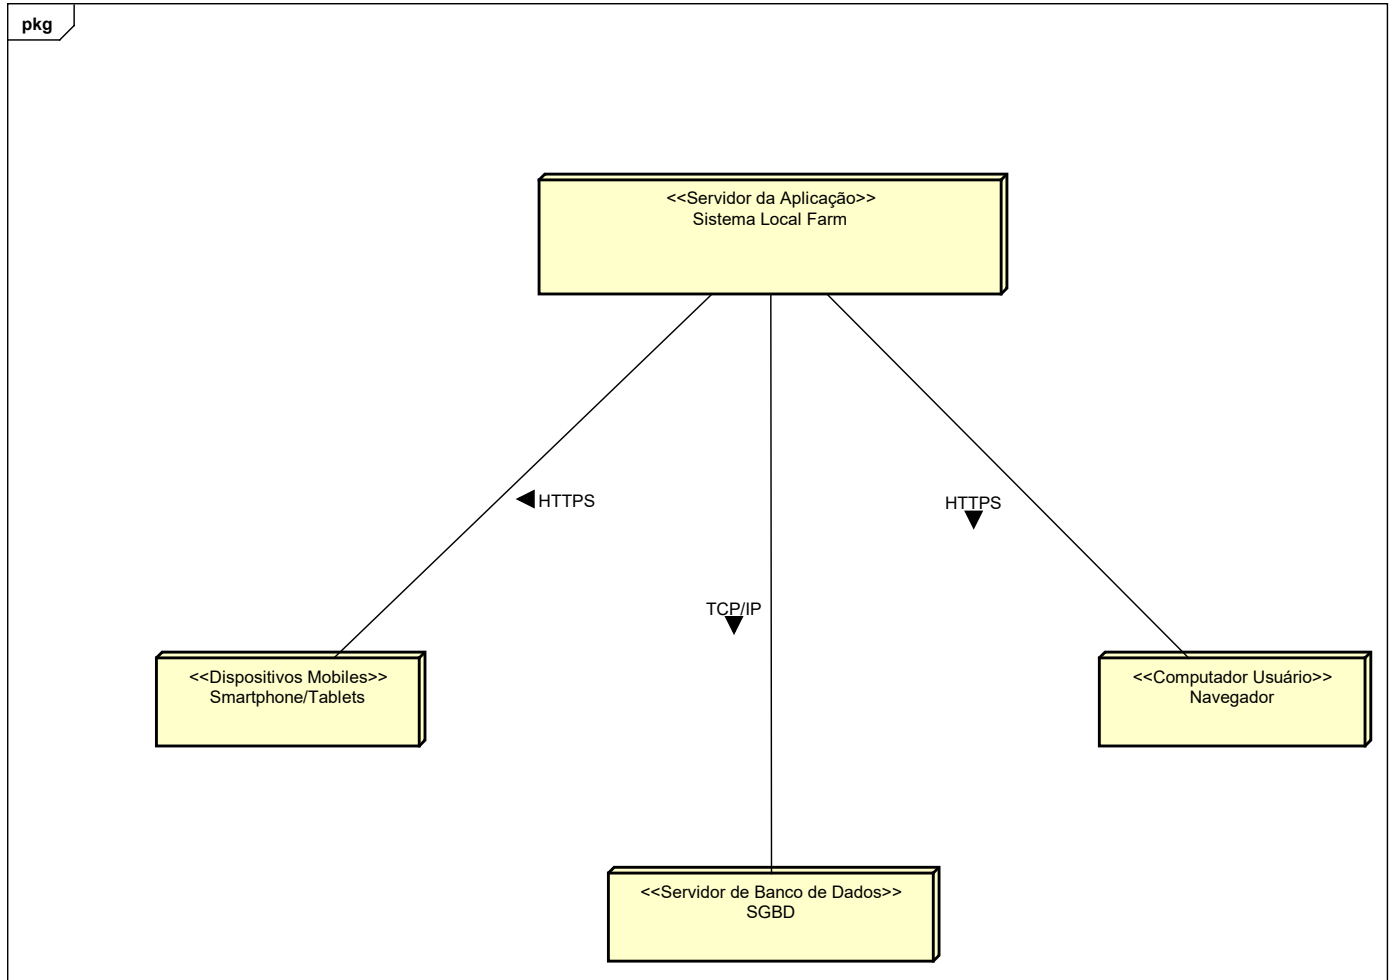 pkg
<<Servidor da Aplicação>>
Sistema Local Farm
HTTPS
HTTPS
TCP/IP
<<Dispositivos Mobiles>>
Smartphone/Tablets
<<Computador Usuário>>
Navegador
<<Servidor de Banco de Dados>>
SGBD